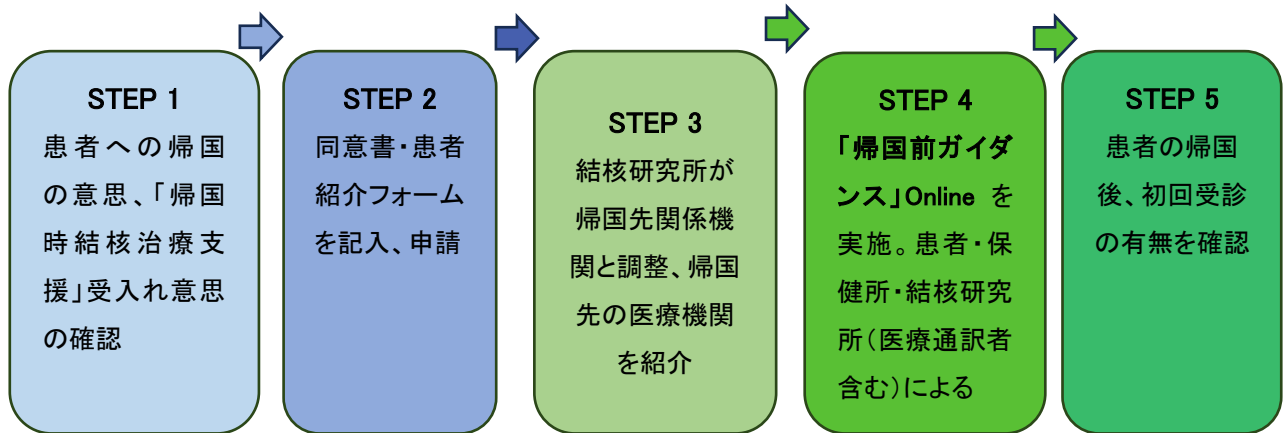 STEP 1
患者への帰国
の意思、「帰国
時結核治療支
援」受入れ意思
の確認
STEP 2
同意書・患者
紹介フォーム
を記入、申請
STEP 3
結核研究所が
帰国先関係機
関と調整、帰国
先の医療機関
を紹介
STEP 4
「帰国前ガイダ
ンス」Online を
実施。患者・保
健所・結核研究
所（医療通訳者
含む）による
STEP 5
患者の帰国
後、初回受診
の有無を確認